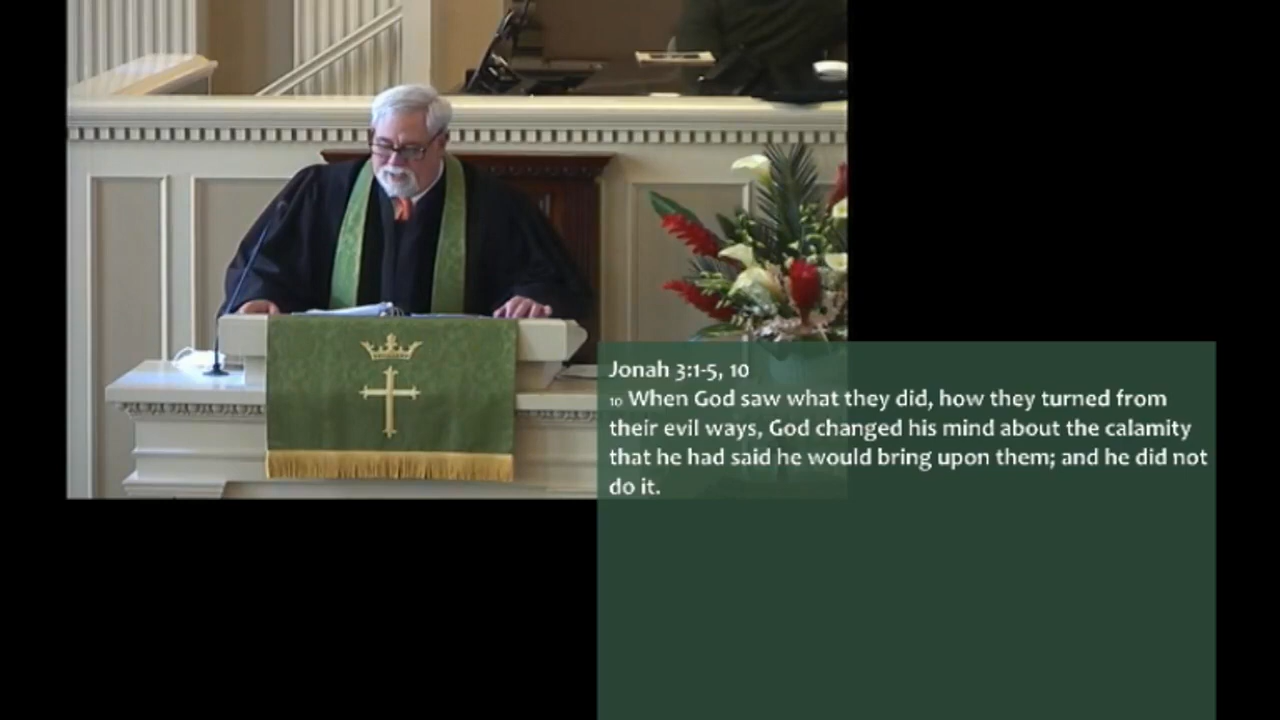 Jonah 3:1-5, 10
10 When God saw what they did, how they turned from
their evil ways, God changed his mind about the calamity
that he had said he would bring upon them; and he did not
do it.